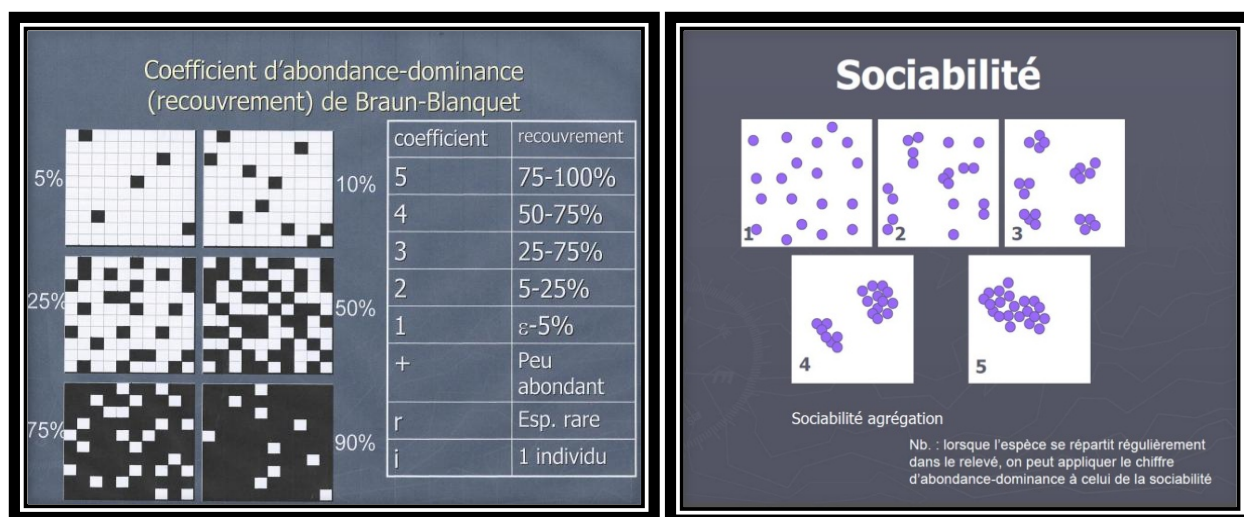 Coefficient d'abondance-dominance
(recouvrement) de Braun-Blanquet
5%
10%
25%
50%
75%
90%
coefficient recouvrement
5 75-100%
4 50-75%
3 25-75%
2 5-25%
1 ε-5%
+ Peu
abondant
r Esp. rare
i 1 individu
Sociabilité
1
2
3
4
5
Sociabilité agrégation
Nb. : lorsque l'espèce se répartit régulièrement
dans le relevé, on peut appliquer le chiffre
d'abondance-dominance à celui de la sociabilité